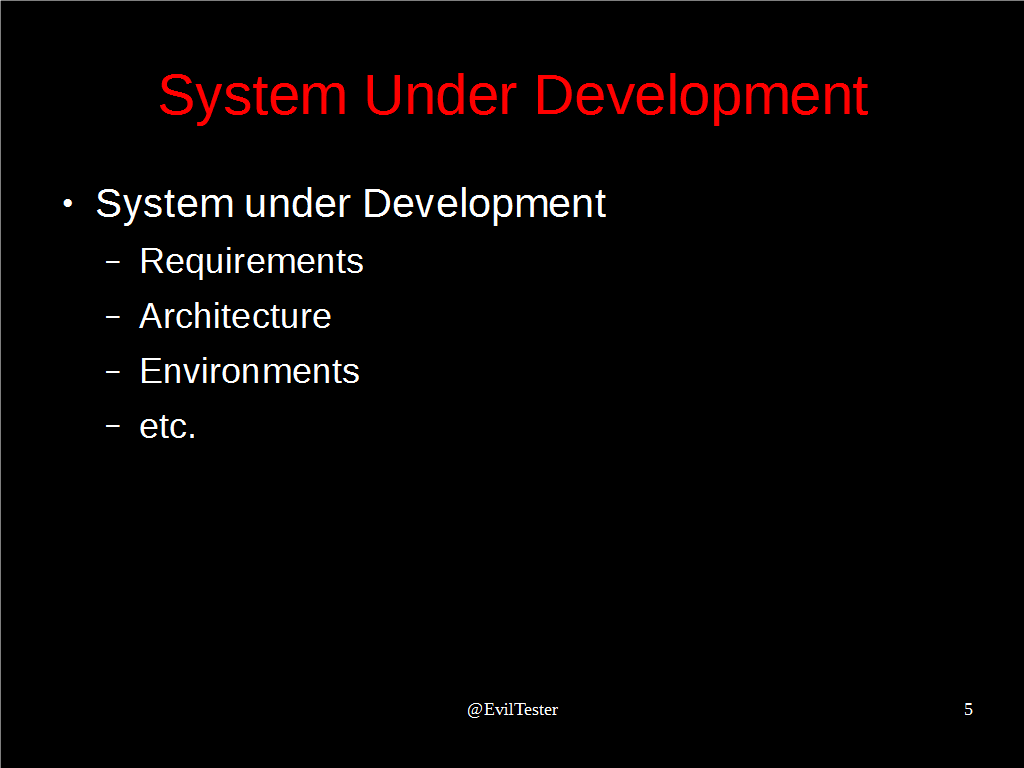 System Under Development
• System under Development
– Requirements
– Architecture
– Environments
– etc.
@EvilTester
5